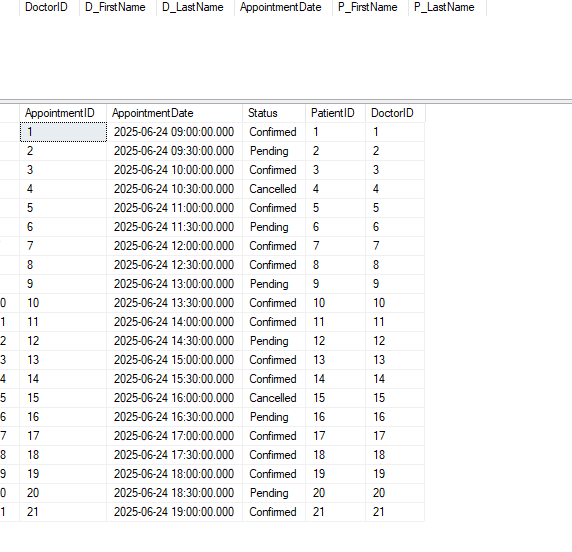 DoctorID D_FirstName D_LastName AppointmentDate P_FirstName P_LastName
AppointmentID AppointmentDate Status PatientID DoctorID
1 2025-06-24 09:00:00.000 Confirmed 1 1
2 2025-06-24 09:30:00.000 Pending 2 2
3 2025-06-24 10:00:00.000 Confirmed 3 3
4 2025-06-24 10:30:00.000 Cancelled 4 4
5 2025-06-24 11:00:00.000 Confirmed 5 5
6 2025-06-24 11:30:00.000 Pending 6 6
7 2025-06-24 12:00:00.000 Confirmed 7 7
8 2025-06-24 12:30:00.000 Confirmed 8 8
9 2025-06-24 13:00:00.000 Pending 9 9
0 10 2025-06-24 13:30:00.000 Confirmed 10 10
1 11 2025-06-24 14:00:00.000 Confirmed 11 11
2 12 2025-06-24 14:30:00.000 Pending 12 12
3 13 2025-06-24 15:00:00.000 Confirmed 13 13
4 14 2025-06-24 15:30:00.000 Confirmed 14 14
5 15 2025-06-24 16:00:00.000 Cancelled 15 15
6 16 2025-06-24 16:30:00.000 Pending 16 16
7 17 2025-06-24 17:00:00.000 Confirmed 17 17
8 18 2025-06-24 17:30:00.000 Confirmed 18 18
9 19 2025-06-24 18:00:00.000 Confirmed 19 19
0 20 2025-06-24 18:30:00.000 Pending 20 20
1 21 2025-06-24 19:00:00.000 Confirmed 21 21